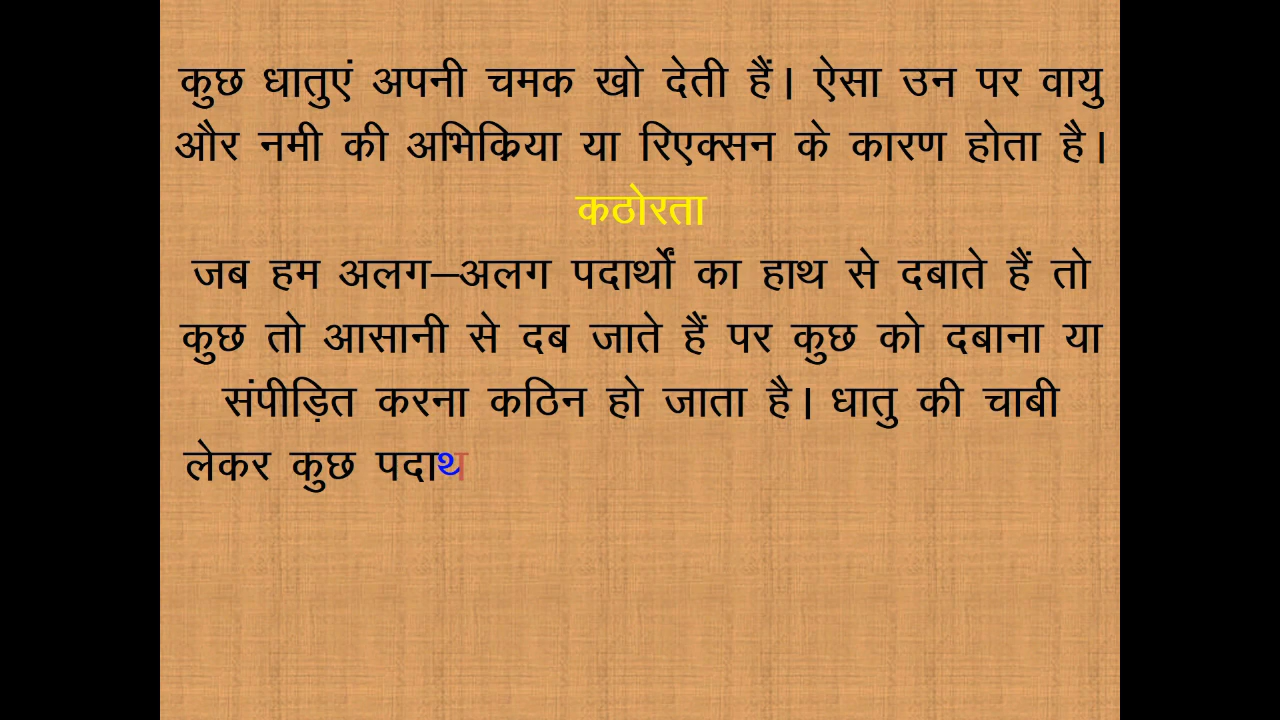 कुछ धातुएं अपनी चमक खो देती हैं। ऐसा उन पर वायु
और नमी की अभिक्रिया या रिएक्सन के कारण होता है।
कठोरता
जब हम अलग–अलग पदार्थों का हाथ से दबाते हैं तो
कुछ तो आसानी से दब जाते हैं पर कुछ को दबाना या
संपीड़ित करना कठिन हो जाता है। धातु की चाबी
लेकर कुछ पदाथ